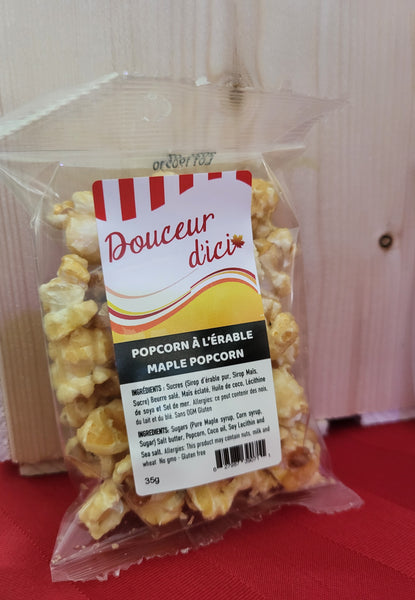 Douceur
d'ici
POPCORN À L'ÉRABLE
MAPLE POPCORN
INGRÉDIENTS : Sucres (Sirop d'érable pur, Sirop Mais,
Sucre) Beurre salé, Maïs éclaté, Huile de coco, Lécithine
de soya et Sel de mer. Allergies: ce peut contenir des noix,
du lait et du blé. Sans OGM Gluten
INGREDIENTS: Sugars (Pure Maple syrup, Corn syrup,
Sugar) Salt butter, Popcorn, Coco oil, Soy Lecithin and
Sea salt. Allergies: This product may contain nuts, milk and
wheat. No gmo - Gluten free
35g